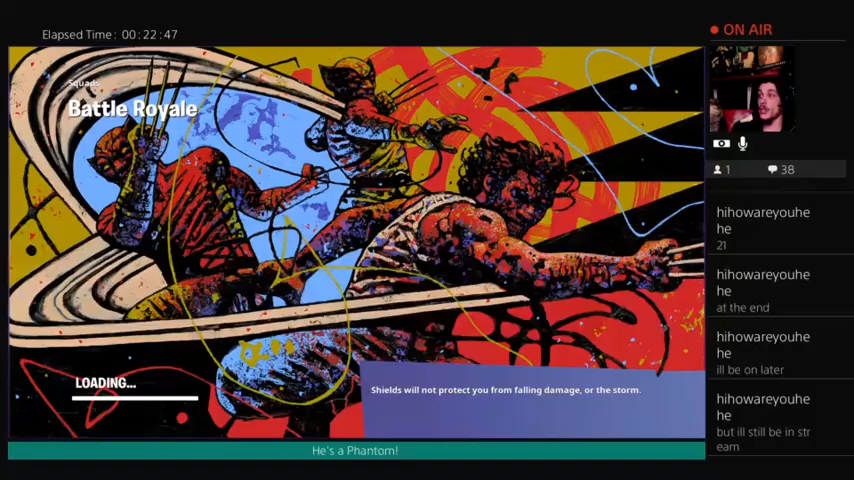 Elapsed Time: 00:22:47
ON AIR
Squads
Battle Royale
1
38
hihowareyouhe
he
21
hihowareyouhe
he
at the end
hihowareyouhe
he
ill be on later
hihowareyouhe
he
but ill still be in str
eam
LOADING...
Shields will not protect you from falling damage, or the storm.
He's a Phantom!